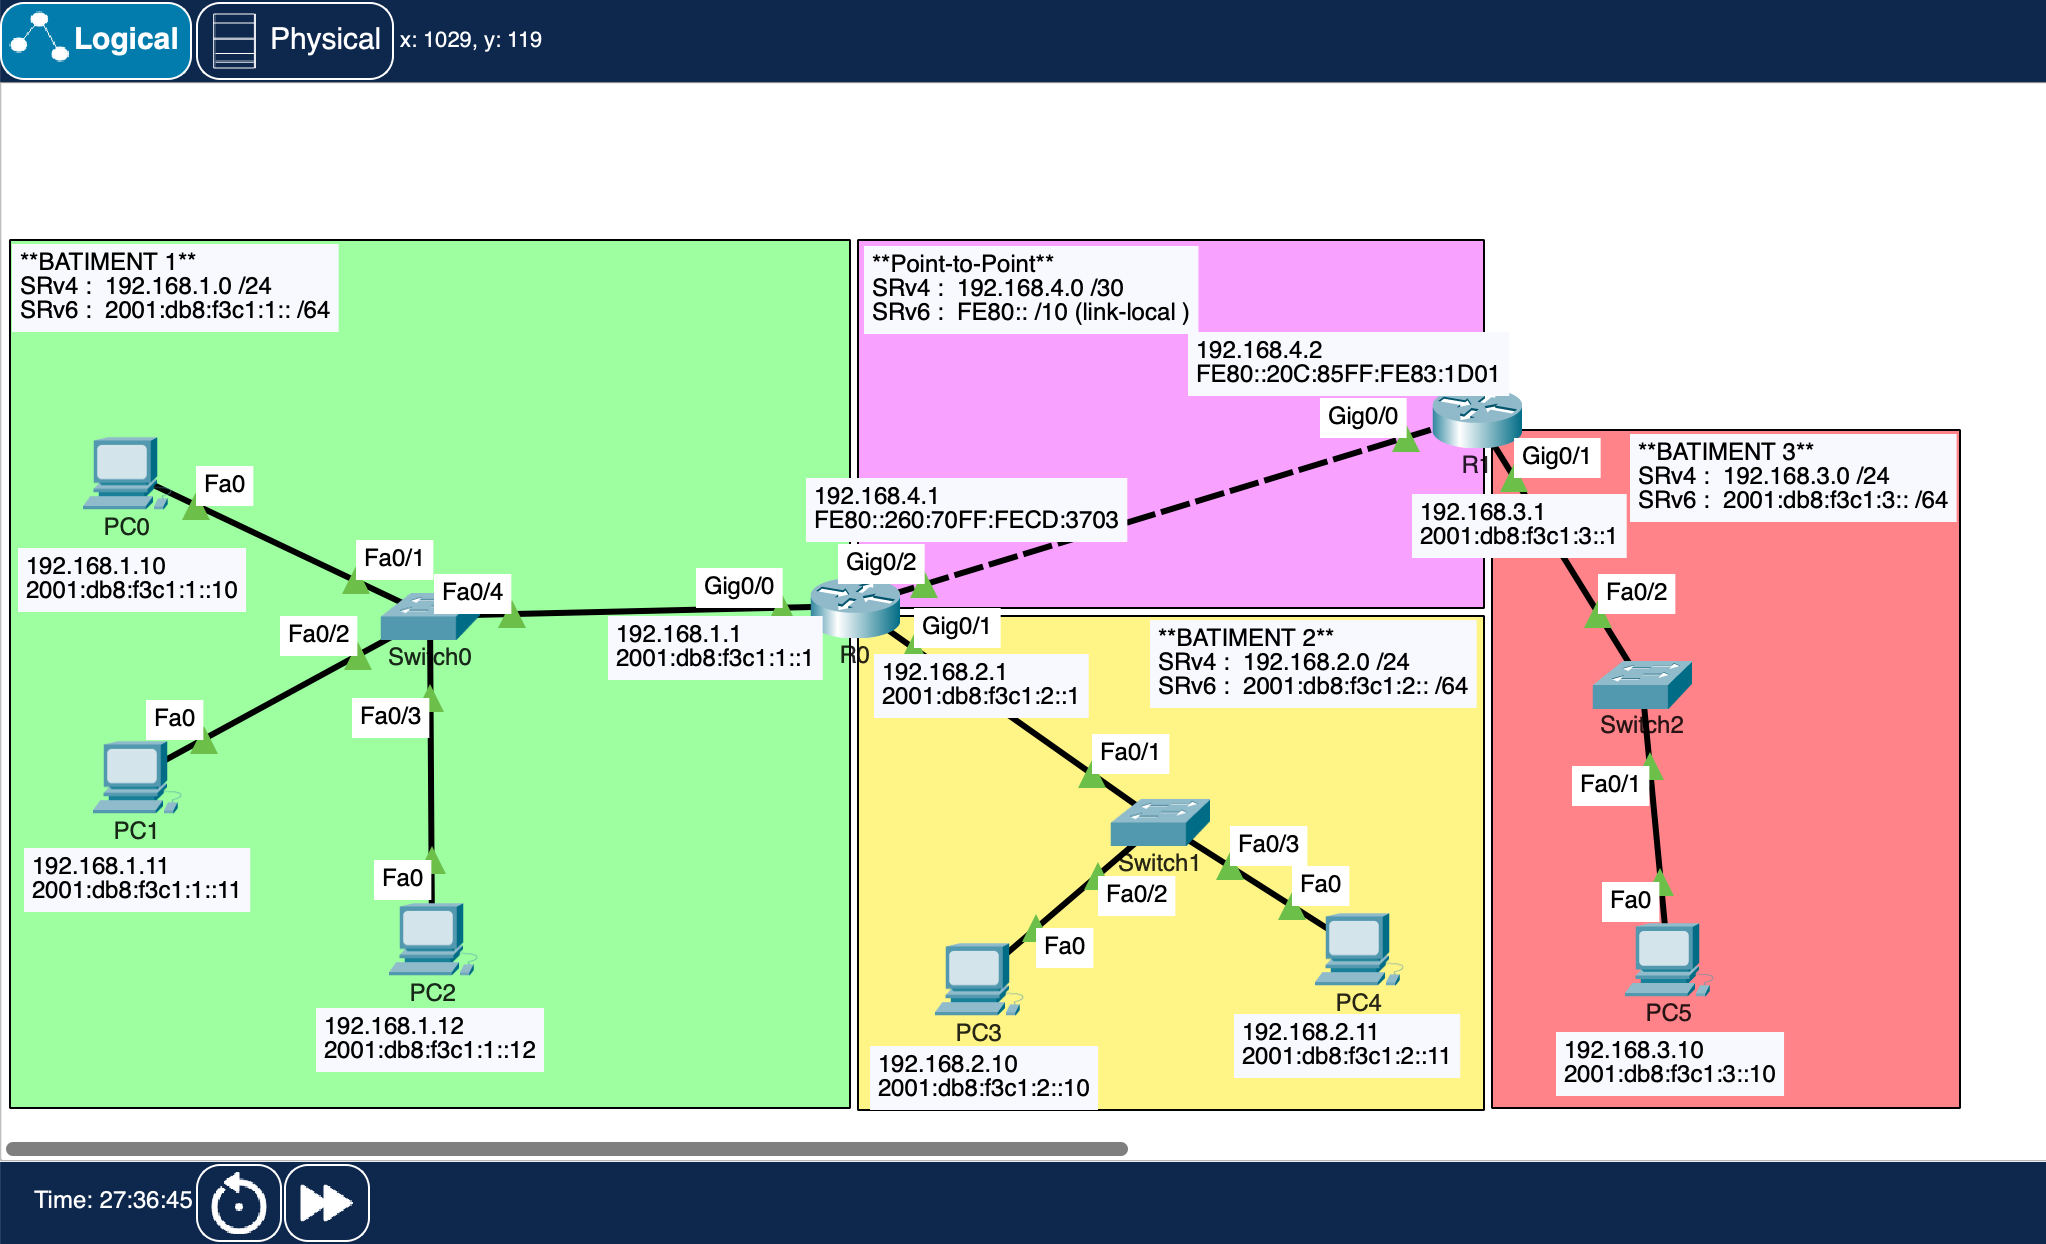 Logical
Physical
x: 1029, y: 119
**BATIMENT 1**
SRv4 :  192.168.1.0 /24
SRv6 :  2001:db8:f3c1:1:: /64
**Point-to-Point**
SRv4 :  192.168.4.0 /30
SRv6 :  FE80:: /10 (link-local )
192.168.4.2
FE80::20C:85FF:FE83:1D01
Gig0/0
R1
Gig0/1
**BATIMENT 3**
SRv4 :  192.168.3.0 /24
SRv6 :  2001:db8:f3c1:3:: /64
192.168.3.1
2001:db8:f3c1:3::1
192.168.4.1
FE80::260:70FF:FECD:3703
Gig0/2
Fa0
PC0
192.168.1.10
2001:db8:f3c1:1::10
Fa0/1
Fa0/4
Gig0/0
Fa0/2
Switch0
192.168.1.1
2001:db8:f3c1:1::1
R0
Gig0/1
192.168.2.1
2001:db8:f3c1:2::1
**BATIMENT 2**
SRv4 :  192.168.2.0 /24
SRv6 :  2001:db8:f3c1:2:: /64
Fa0/2
Switch2
Fa0/1
Fa0
PC5
192.168.3.10
2001:db8:f3c1:3::10
Fa0
Fa0/3
PC1
192.168.1.11
2001:db8:f3c1:1::11
Fa0
PC2
192.168.1.12
2001:db8:f3c1:1::12
Fa0/1
Switch1
Fa0/3
Fa0/2
Fa0
Fa0
PC3
192.168.2.10
2001:db8:f3c1:2::10
PC4
192.168.2.11
2001:db8:f3c1:2::11
Time: 27:36:45